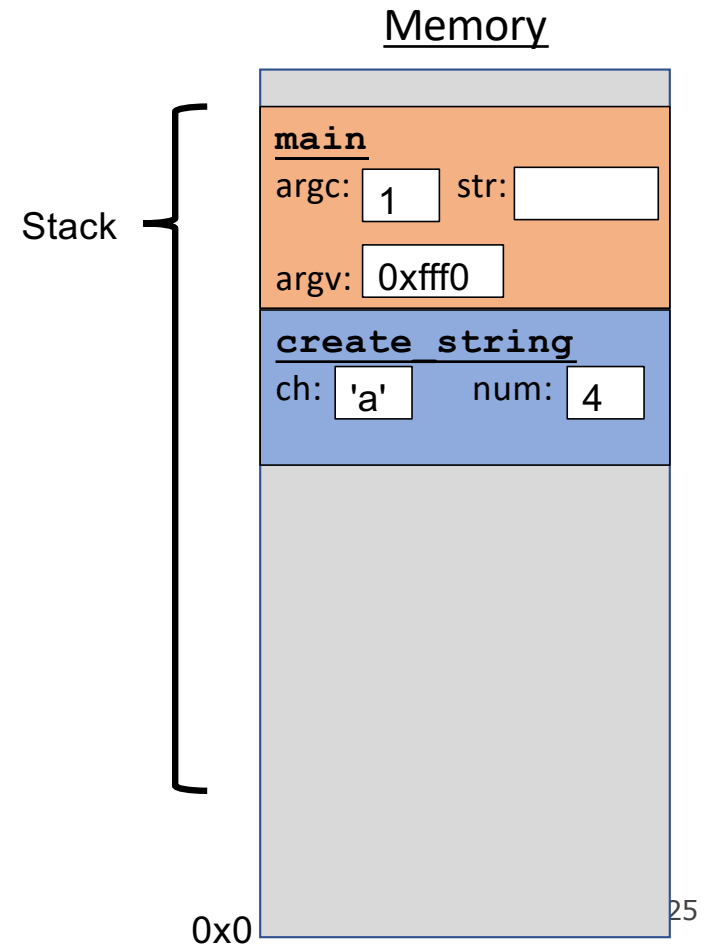 Memory
main
argc: 1 str:
Stack
argv: 0xfff0
create_string
ch: 'a' num: 4
25
0x0